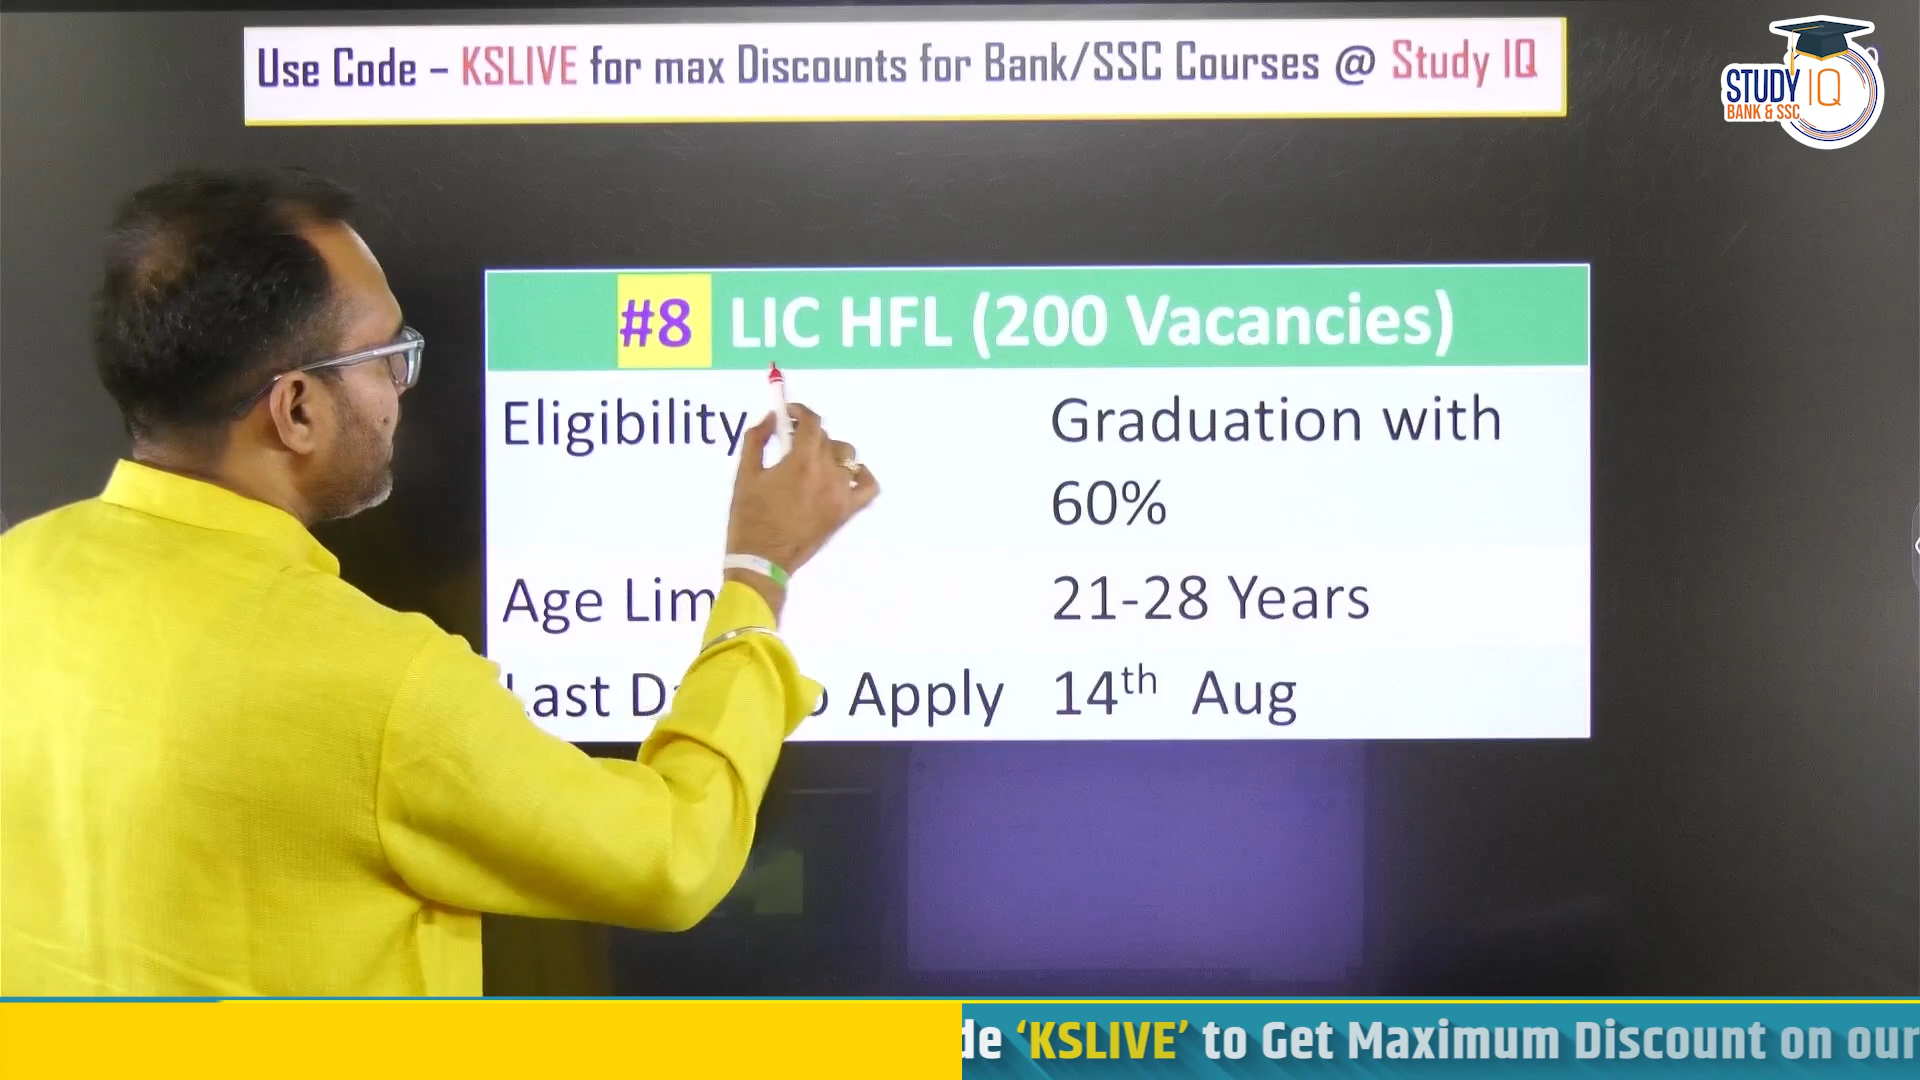 Use Code – KSLIVE for max Discounts for Bank/SSC Courses @ Study IQ
STUDY IQ
BANK & SSC
#8 LIC HFL (200 Vacancies)
Eligibility Graduation with
60%
Age Lim 21-28 Years
Last D Apply 14th Aug
de ‘KSLIVE’ to Get Maximum Discount on our